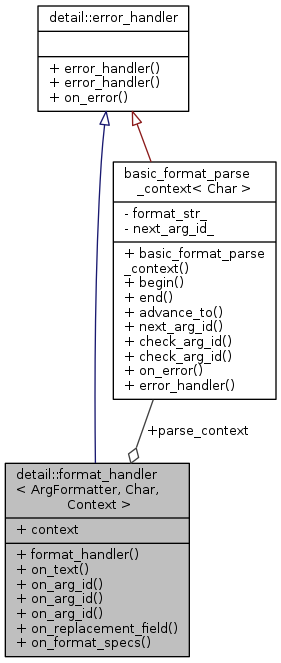 detail::error_handler
+ error_handler()
+ error_handler()
+ on_error()
basic_format_parse
_context< Char >
- format_str_
- next_arg_id_
+ basic_format_parse
_context()
+ begin()
+ end()
+ advance_to()
+ next_arg_id()
+ check_arg_id()
+ check_arg_id()
+ on_error()
+ error_handler()
+parse_context
detail::format_handler
< ArgFormatter, Char,
Context >
+ context
+ format_handler()
+ on_text()
+ on_arg_id()
+ on_arg_id()
+ on_arg_id()
+ on_replacement_field()
+ on_format_specs()